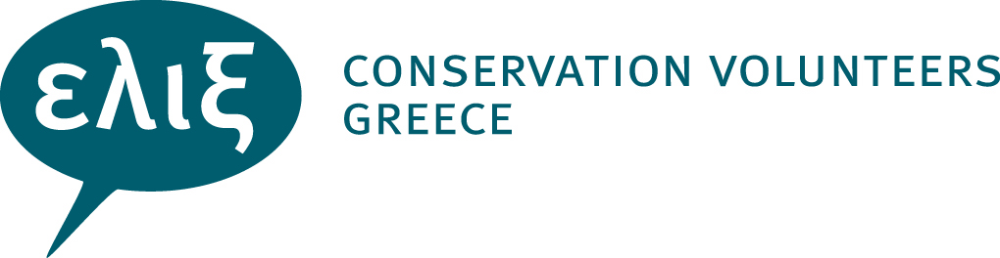 ελιξ
CONSERVATION VOLUNTEERS
GREECE